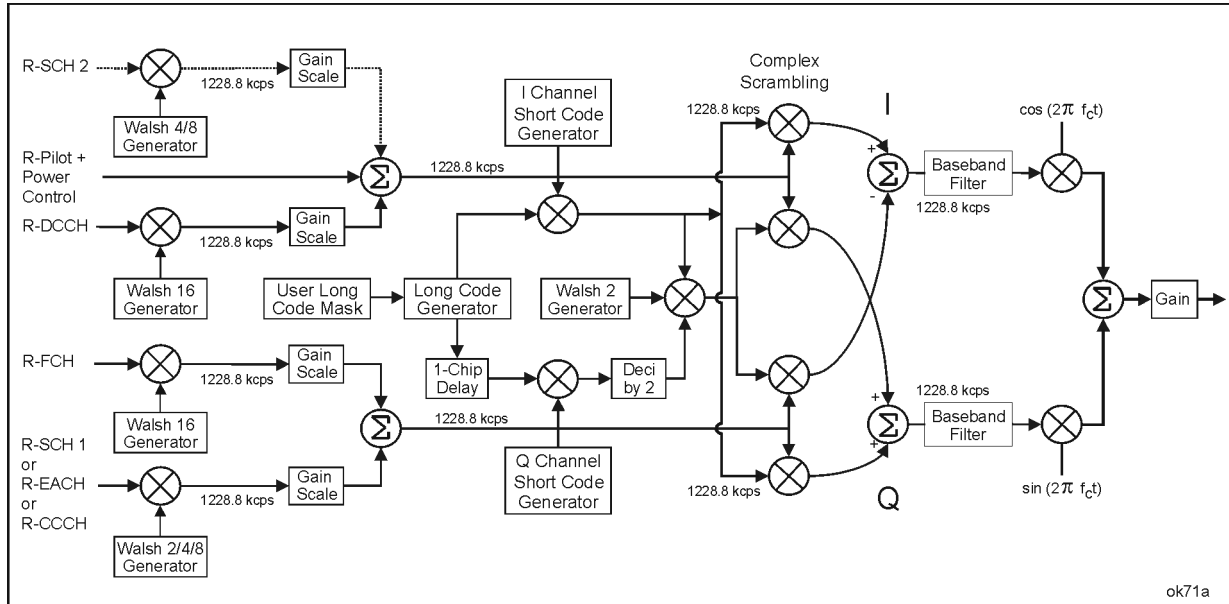 R-SCH 2
1228.8 kcps
Gain
Scale
Walsh 4/8
Generator
R-Pilot +
Power
Control
Σ
1228.8 kcps
R-DCCH
1228.8 kcps
Gain
Scale
Walsh 16
Generator
I Channel
Short Code
Generator
User Long
Code Mask
Long Code
Generator
Walsh 2
Generator
1-Chip
Delay
Deci
by 2
Q Channel
Short Code
Generator
R-FCH
1228.8 kcps
Gain
Scale
Walsh 16
Generator
Σ
1228.8 kcps
R-SCH 1
or
R-EACH
or
R-CCCH
1228.8 kcps
Gain
Scale
Walsh 2/4/8
Generator
Complex
Scrambling
1228.8 kcps
1228.8 kcps
I
+
Σ
-
Baseband
Filter
1228.8 kcps
cos (2π fct)
+
Σ
+
Q
1228.8 kcps
Baseband
Filter
sin (2π fct)
Σ
Gain
ok71a